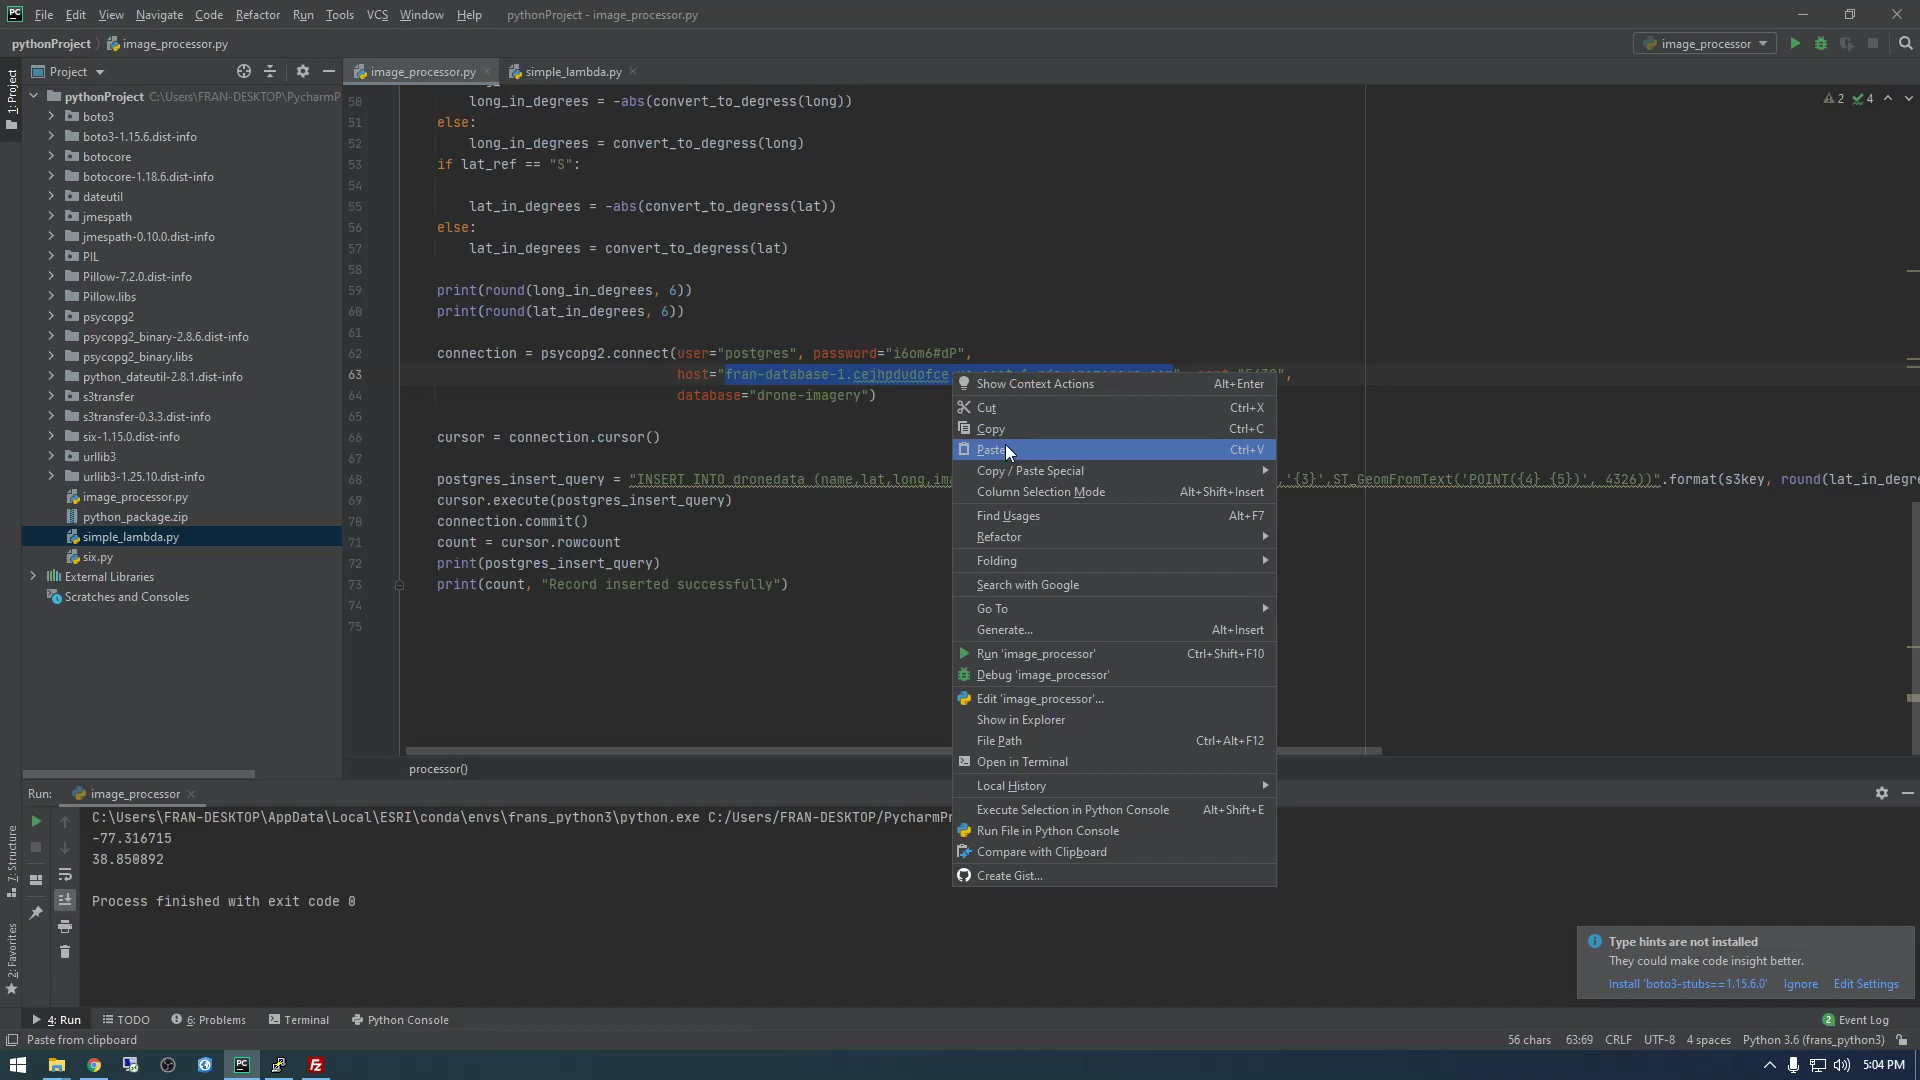 PC File Edit View Navigate Code Refactor Run Tools VCS Window Help pythonProject - image_processor.py
pythonProject image_processor.py image_processor
Project image_processor.py simple_lambda.py
1: Project
pythonProject C:\Users\FRAN-DESKTOP\PycharmP
boto3
boto3-1.15.6.dist-info
botocore
botocore-1.18.6.dist-info
dateutil
jmespath
jmespath-0.10.0.dist-info
PIL
Pillow-7.2.0.dist-info
Pillow.libs
psycopg2
psycopg2_binary-2.8.6.dist-info
psycopg2_binary.libs
python_dateutil-2.8.1.dist-info
s3transfer
s3transfer-0.3.3.dist-info
six-1.15.0.dist-info
urllib3
urllib3-1.25.10.dist-info
image_processor.py
python_package.zip
simple_lambda.py
six.py
External Libraries
Scratches and Consoles
2 4
50 long_in_degrees = -abs(convert_to_degress(long))
51 else:
52 long_in_degrees = convert_to_degress(long)
53 if lat_ref == "S":
54
55 lat_in_degrees = -abs(convert_to_degress(lat))
56 else:
57 lat_in_degrees = convert_to_degress(lat)
58
59 print(round(long_in_degrees, 6))
60 print(round(lat_in_degrees, 6))
61
62 connection = psycopg2.connect(user="postgres", password="i6om6#dP",
63 host="fran-database-1.cejhpdudofce
64 database="drone-imagery")
65
66 cursor = connection.cursor()
67
68 postgres_insert_query = "INSERT INTO dronedata (name,lat,long,ima ,'{3}',ST_GeomFromText('POINT({4} {5})', 4326))".format(s3key, round(lat_in_degre
69 cursor.execute(postgres_insert_query)
70 connection.commit()
71 count = cursor.rowcount
72 print(postgres_insert_query)
73 print(count, "Record inserted successfully")
74
75
processor()
Show Context Actions Alt+Enter
Cut Ctrl+X
Copy Ctrl+C
Paste Ctrl+V
Copy / Paste Special
Column Selection Mode Alt+Shift+Insert
Find Usages Alt+F7
Refactor
Folding
Search with Google
Go To
Generate... Alt+Insert
Run 'image_processor' Ctrl+Shift+F10
Debug 'image_processor'
Edit 'image_processor'...
Show in Explorer
File Path Ctrl+Alt+F12
Open in Terminal
Local History
Execute Selection in Python Console Alt+Shift+E
Run File in Python Console
Compare with Clipboard
Create Gist...
Run: image_processor
C:\Users\FRAN-DESKTOP\AppData\Local\ESRI\conda\envs\frans_python3\python.exe C:/Users/FRAN-DESKTOP/PycharmPr
-77.316715
38.850892
Process finished with exit code 0
7: Structure
2: Favorites
Type hints are not installed
They could make code insight better.
Install 'boto3-stubs==1.15.6.0' Ignore Edit Settings
4: Run TODO 6: Problems Terminal Python Console 2 Event Log
Paste from clipboard 56 chars 63:69 CRLF UTF-8 4 spaces Python 3.6 (frans_python3)
PC Fz 5:04 PM